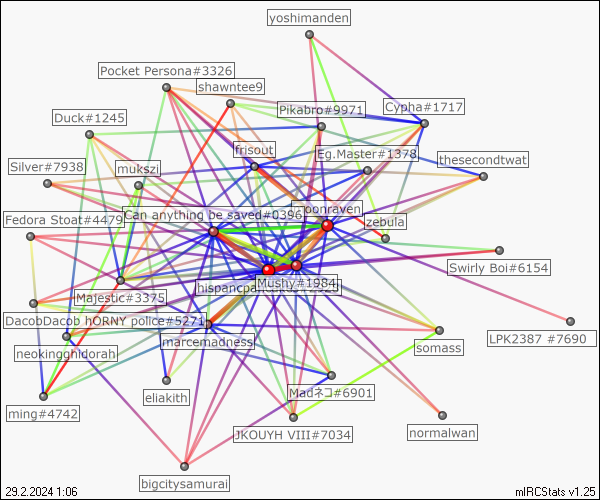 yoshimanden
Pocket Persona#3326
shawntee9
Pikabro#9971
Cypha#1717
Duck#1245
frisout
Eg.Master#1378
thesecondtwat
Silver#7938
mukszi
Can anything be saved#0396
moonraven
Fedora Stoat#4479
zebula
Swirly Boi#6154
Majestic#3375
Mushy#1984
DacobDacob hORNY police#5271
LPK2387 #7690
neokingghidorah
marcemadness
somass
eliakith
Madネコ#6901
ming#4742
JKOUYH VIII#7034
normalwan
bigcitysamurai
29.2.2024 1:06
mIRCStats v1.25